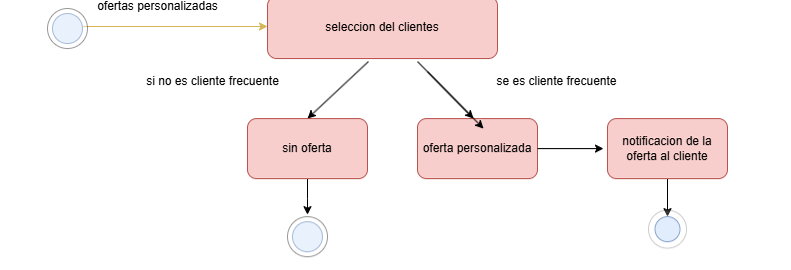 ofertas personalizadas
seleccion del clientes
si no es cliente frecuente
se es cliente frecuente
sin oferta
oferta personalizada
notificacion de la
oferta al cliente